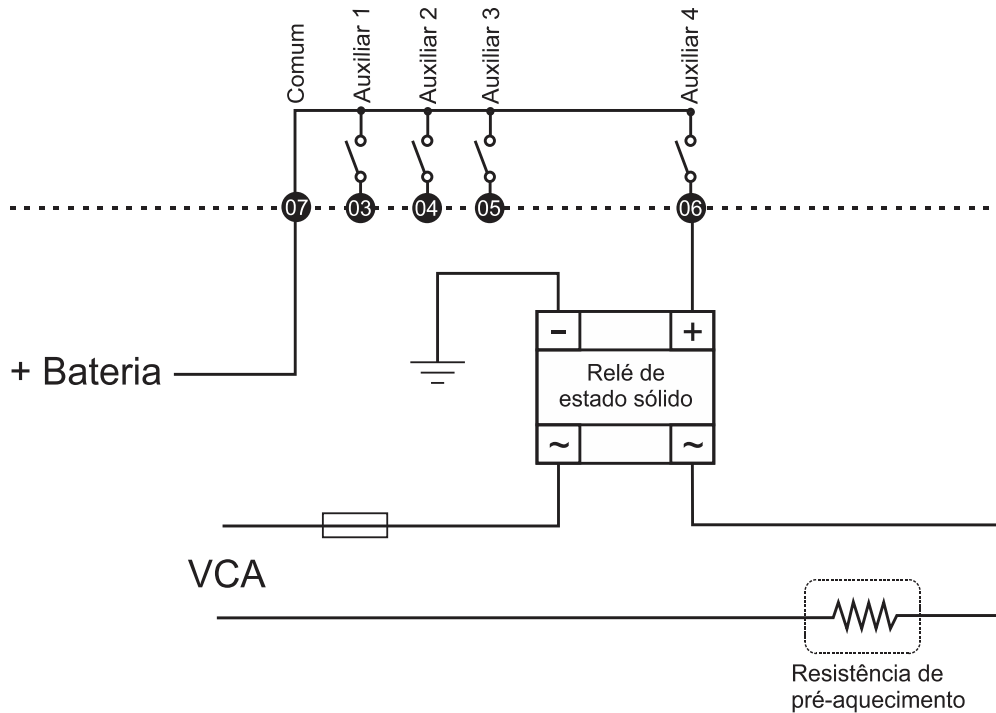 Comum
Auxiliar 1
Auxiliar 2
Auxiliar 3
Auxiliar 4
07
03
04
05
06
- +
+ Bateria
Relé de
estado sólido
~ ~
VCA
Resistência de
pré-aquecimento